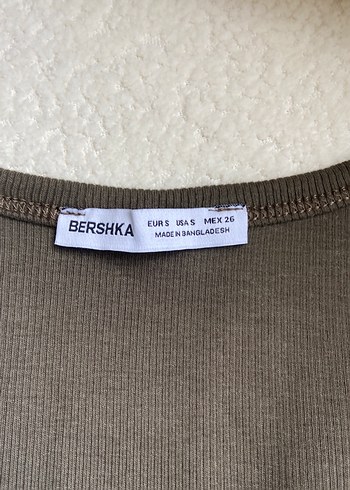 BERSHKA
EUR S USA S MEX 26
MADE IN BANGLADESH